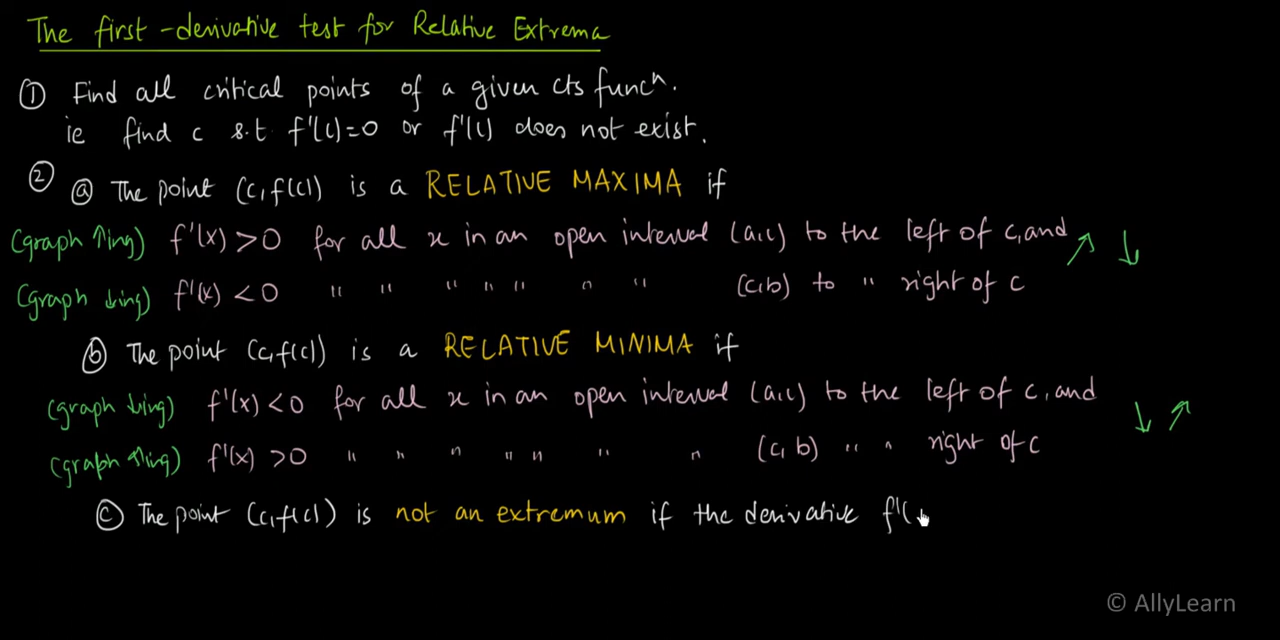 The first-derivative test for Relative Extrema
① Find all critical points of a given cts funcⁿ.
ie find c s.t f'(c)=0 or f'(c) does not exist.
② ⓐ The point (c,f(c)) is a RELATIVE MAXIMA if
(graph ↑ing) f'(x) >0 for all x in an open interval (a,c) to the left of c, and ↗ ↓
(graph ↓ing) f'(x) <0 " " " " " " " (c,b) to " right of c
ⓑ The point (c,f(c)) is a RELATIVE MINIMA if
(graph ↓ing) f'(x) <0 for all x in an open interval (a,c) to the left of c, and ↓ ↗
(graph ↑ing) f'(x) >0 " " " " " " " (c,b) " " right of c
ⓒ The point (c,f(c)) is not an extremum if the derivative f'(
© AllyLearn